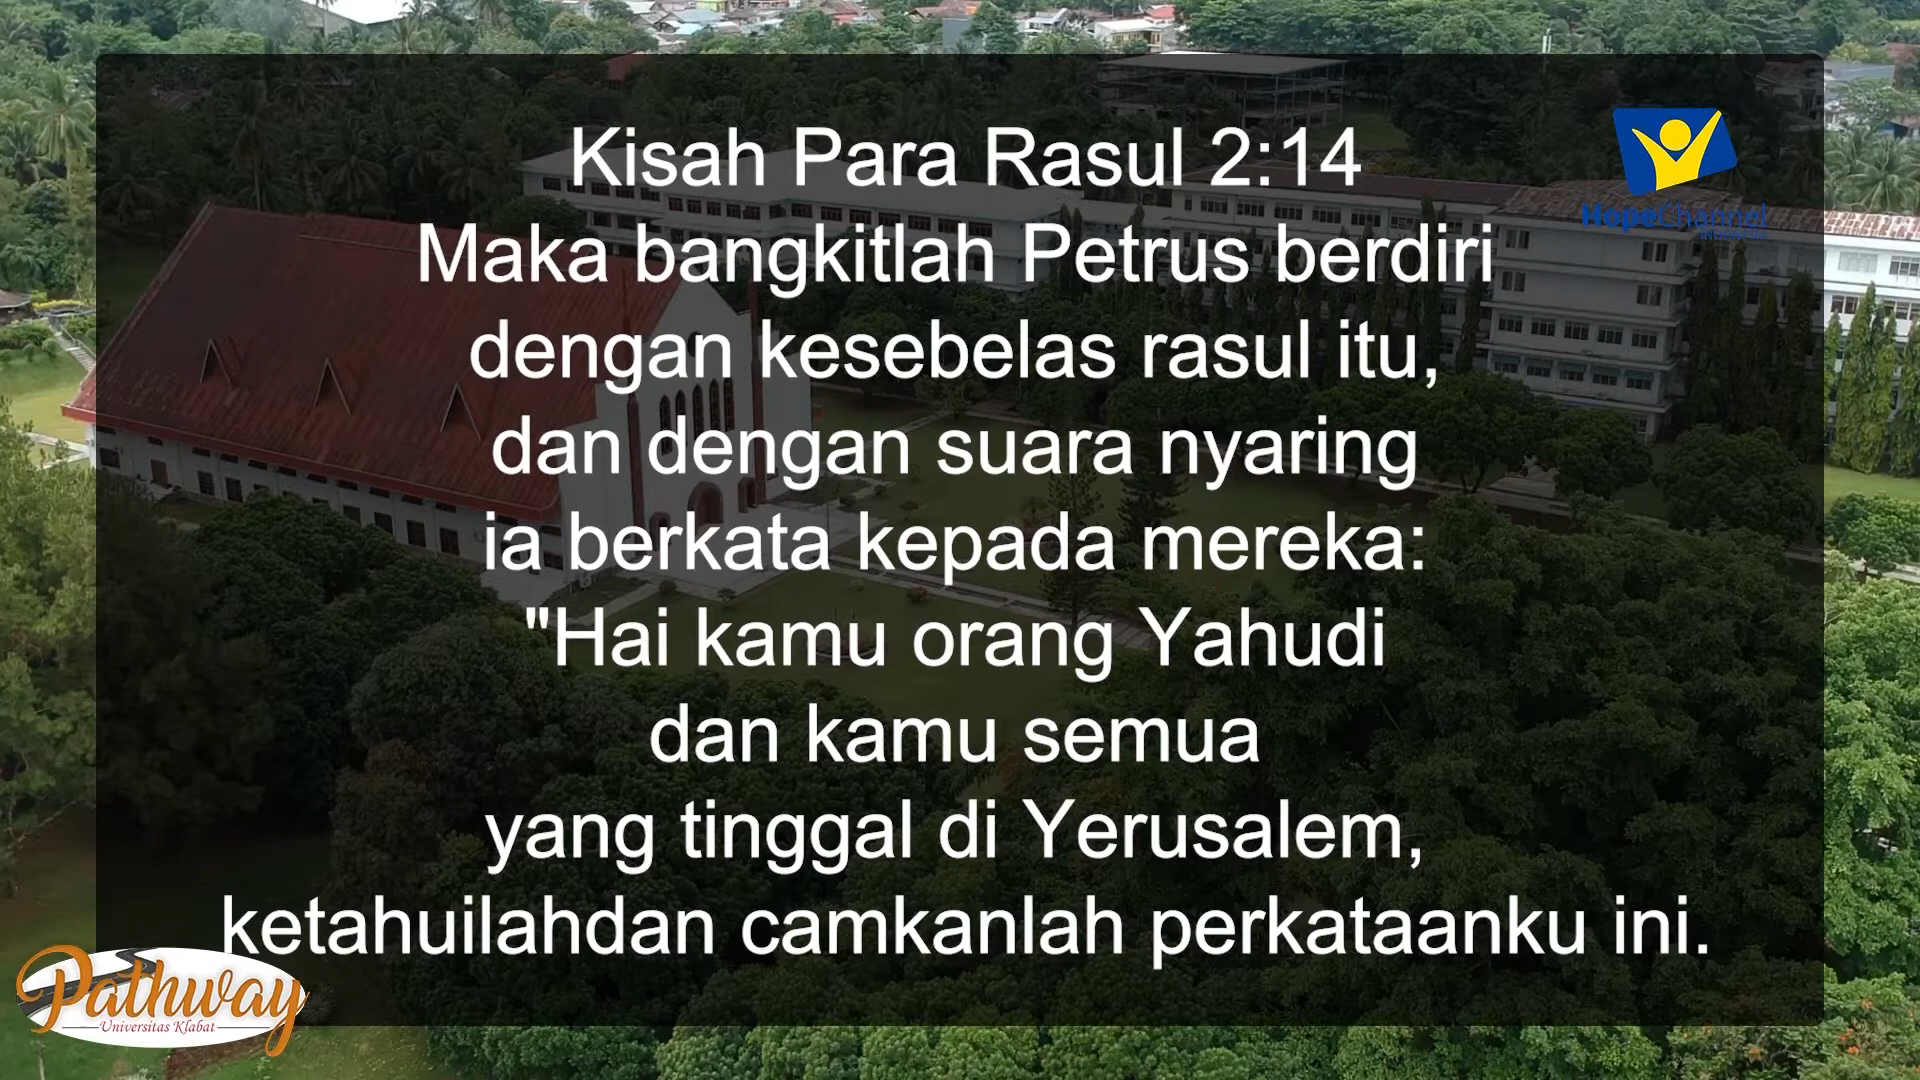 Kisah Para Rasul 2:14
HopeChannel
INDONESIA
Maka bangkitlah Petrus berdiri
dengan kesebelas rasul itu,
dan dengan suara nyaring
ia berkata kepada mereka:
"Hai kamu orang Yahudi
dan kamu semua
yang tinggal di Yerusalem,
ketahuilahdan camkanlah perkataanku ini.
Pathway
Universitas Klabat